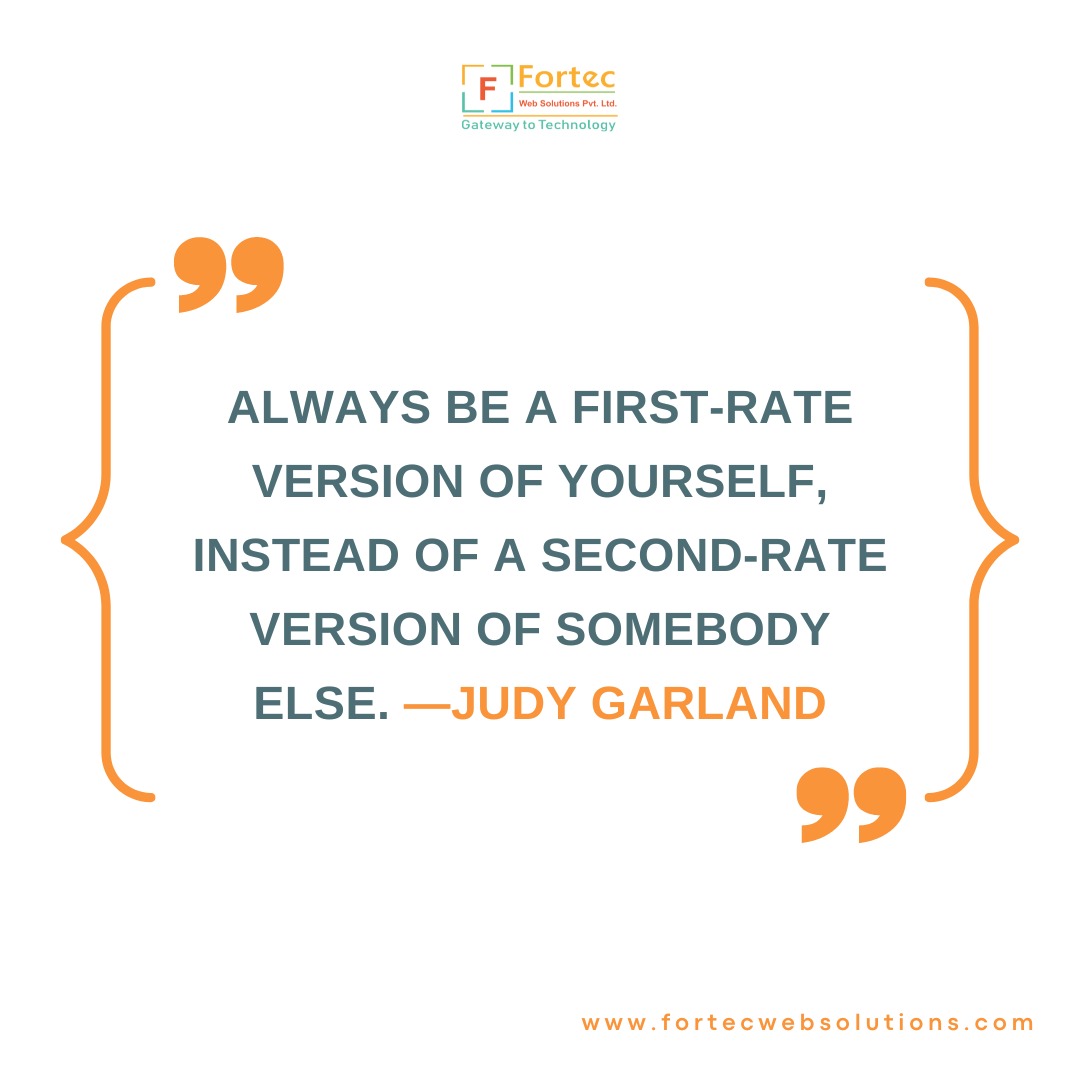 F
Fortec
Web Solutions Pvt. Ltd.
Gateway to Technology
”
ALWAYS BE A FIRST-RATE
VERSION OF YOURSELF,
INSTEAD OF A SECOND-RATE
VERSION OF SOMEBODY
ELSE. —JUDY GARLAND
”
www.fortecwebsolutions.com